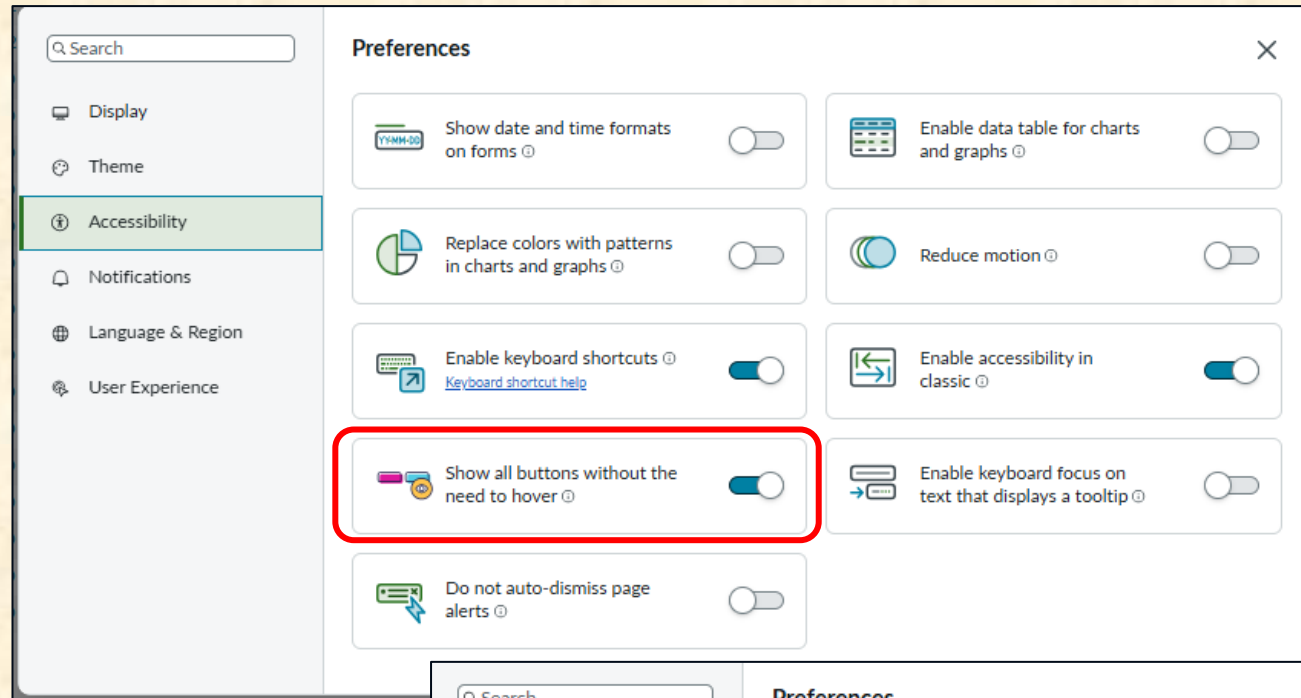 Search
Display
Theme
Accessibility
Notifications
Language & Region
User Experience
Preferences
Show date and time formats
on forms
YY-MM-DD
Enable data table for charts
and graphs
Replace colors with patterns
in charts and graphs
Reduce motion
Enable keyboard shortcuts
Keyboard shortcut help
Enable accessibility in
classic
Show all buttons without the
need to hover
Enable keyboard focus on
text that displays a tooltip
Do not auto-dismiss page
alerts
Search
Preferences